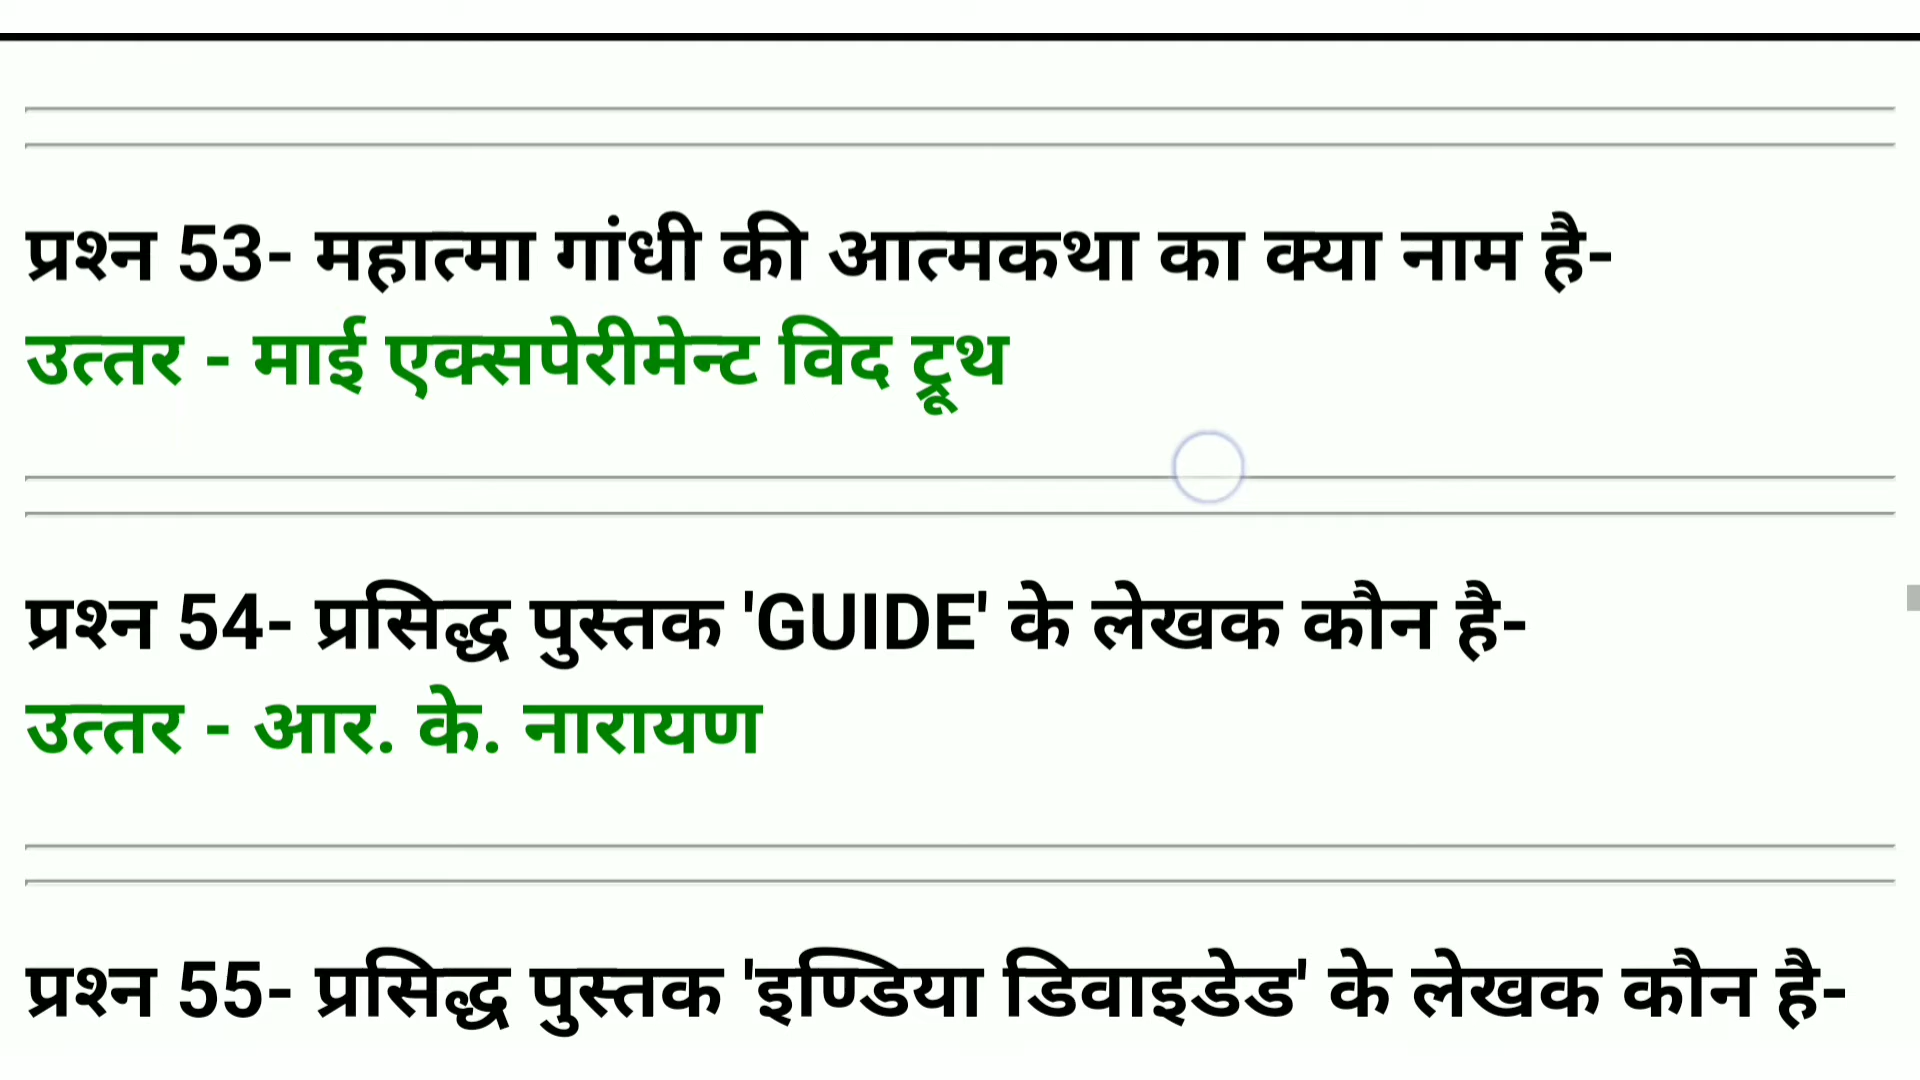 प्रश्न 53- महात्मा गांधी की आत्मकथा का क्या नाम है-
उत्तर - माई एक्सपेरीमेन्ट विद ट्रूथ
प्रश्न 54- प्रसिद्ध पुस्तक 'GUIDE' के लेखक कौन है-
उत्तर - आर. के. नारायण
प्रश्न 55- प्रसिद्ध पुस्तक 'इण्डिया डिवाइडेड' के लेखक कौन है-